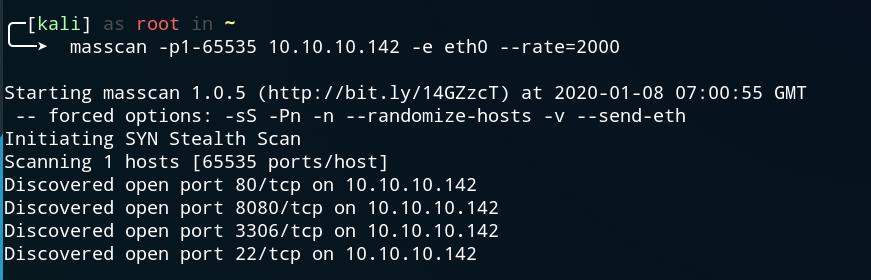 [kali] as root in ~
masscan -p1-65535 10.10.10.142 -e eth0 --rate=2000
Starting masscan 1.0.5 (http://bit.ly/14GZzcT) at 2020-01-08 07:00:55 GMT
-- forced options: -sS -Pn -n --randomize-hosts -v --send-eth
Initiating SYN Stealth Scan
Scanning 1 hosts [65535 ports/host]
Discovered open port 80/tcp on 10.10.10.142
Discovered open port 8080/tcp on 10.10.10.142
Discovered open port 3306/tcp on 10.10.10.142
Discovered open port 22/tcp on 10.10.10.142